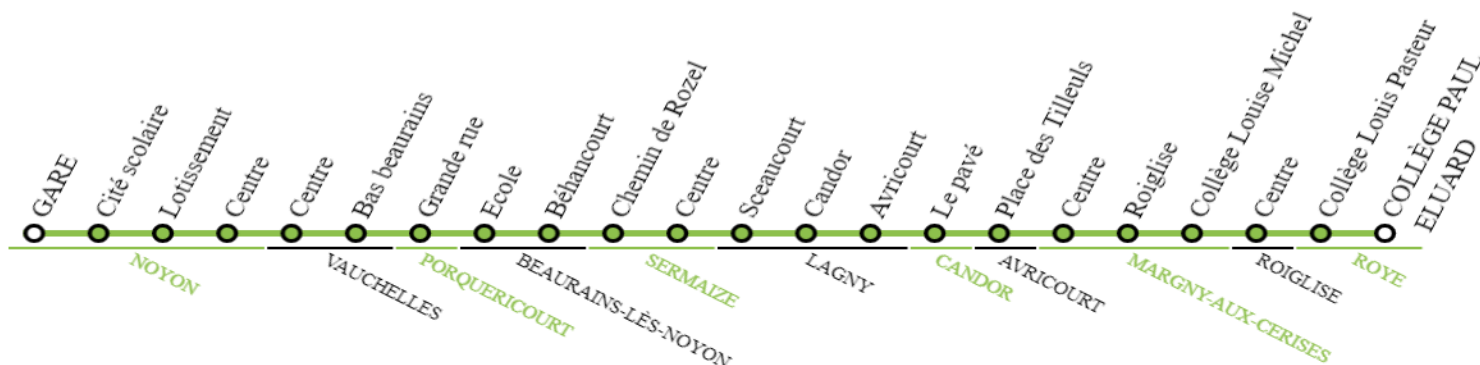 GARE
Cité scolaire
Lotissement
Centre
Centre
Bas beaurains
Grande rue
Ecole
Béhancourt
Chemin de Rozel
Centre
Sceaucourt
Candor
Avricourt
Le pavé
Place des Tilleuls
Centre
Roiglise
Collège Louise Michel
Centre
Collège Louis Pasteur
COLLÈGE PAUL
ELUARD
NOYON
VAUCHELLES
PORQUERICOURT
BEAURAINS-LÈS-NOYON
SERMAIZE
LAGNY
CANDOR
AVRICOURT
MARGNY-AUX-CERISES
ROIGLISE
ROYE